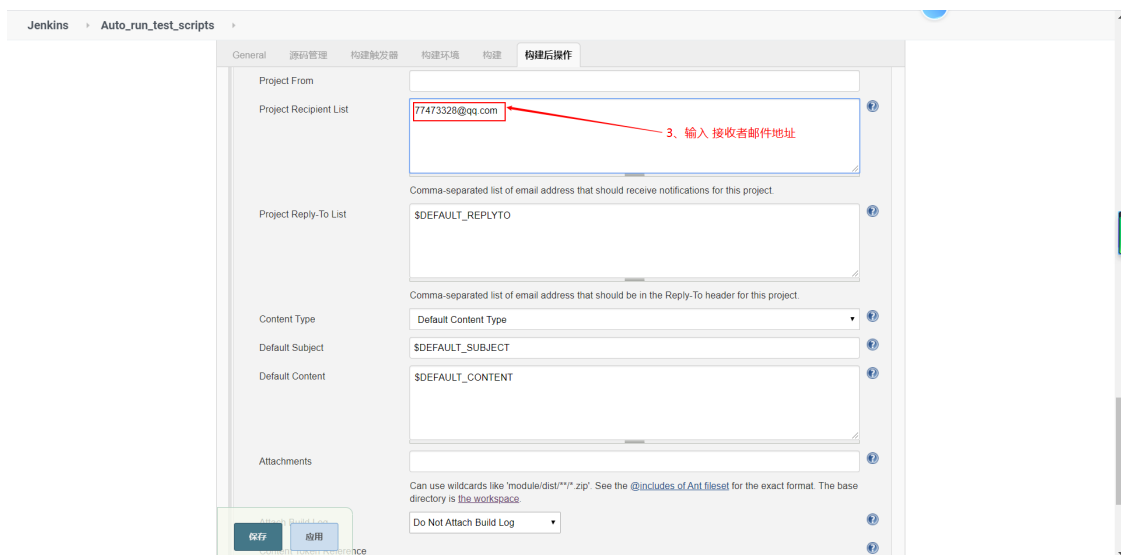 Jenkins Auto_run_test_scripts
General 源码管理 构建触发器 构建环境 构建 构建后操作
Project From
Project Recipient List
77473328@qq.com
3、输入 接收者邮件地址
Comma-separated list of email address that should receive notifications for this project.
Project Reply-To List
$DEFAULT_REPLYTO
Comma-separated list of email address that should be in the Reply-To header for this project.
Content Type
Default Content Type
Default Subject
$DEFAULT_SUBJECT
Default Content
$DEFAULT_CONTENT
Attachments
Can use wildcards like 'module/dist/**/*.zip'. See the @includes of Ant fileset for the exact format. The base
directory is the workspace.
Attach Build Log
Do Not Attach Build Log
保存 应用
Content Token Reference